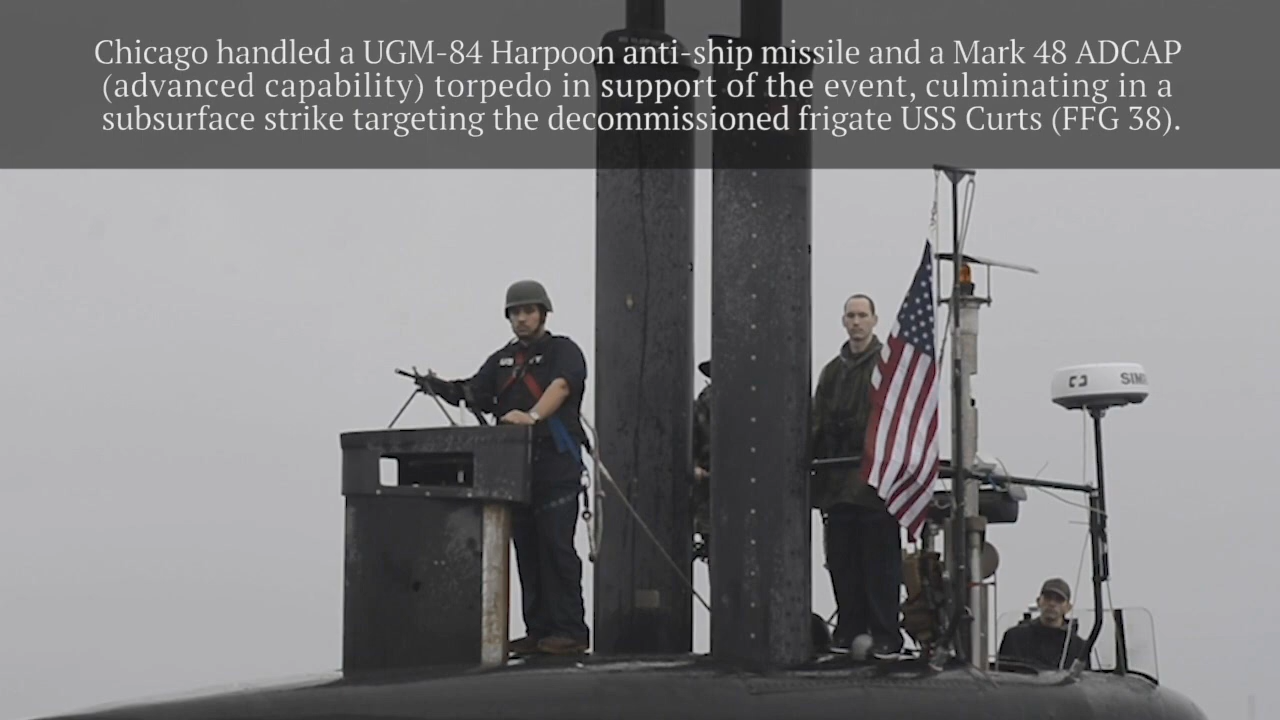 Chicago handled a UGM-84 Harpoon anti-ship missile and a Mark 48 ADCAP
(advanced capability) torpedo in support of the event, culminating in a
subsurface strike targeting the decommissioned frigate USS Curts (FFG 38).